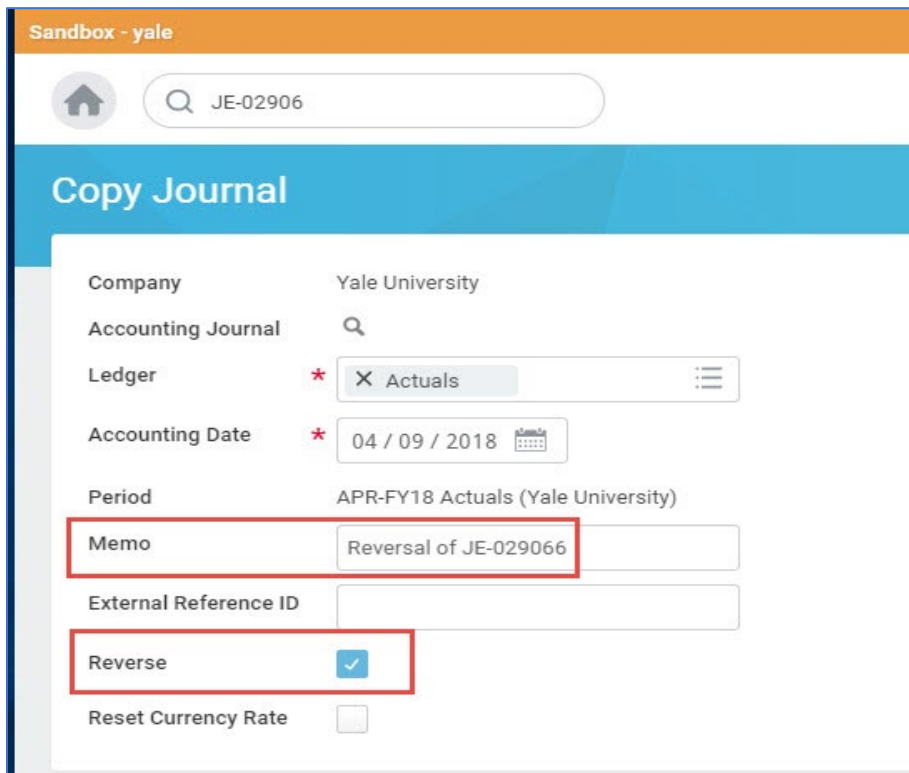 Sandbox - yale
JE-02906
Copy Journal
Company Yale University
Accounting Journal
Ledger * X Actuals
Accounting Date * 04 / 09 / 2018
Period APR-FY18 Actuals (Yale University)
Memo Reversal of JE-029066
External Reference ID
Reverse
Reset Currency Rate